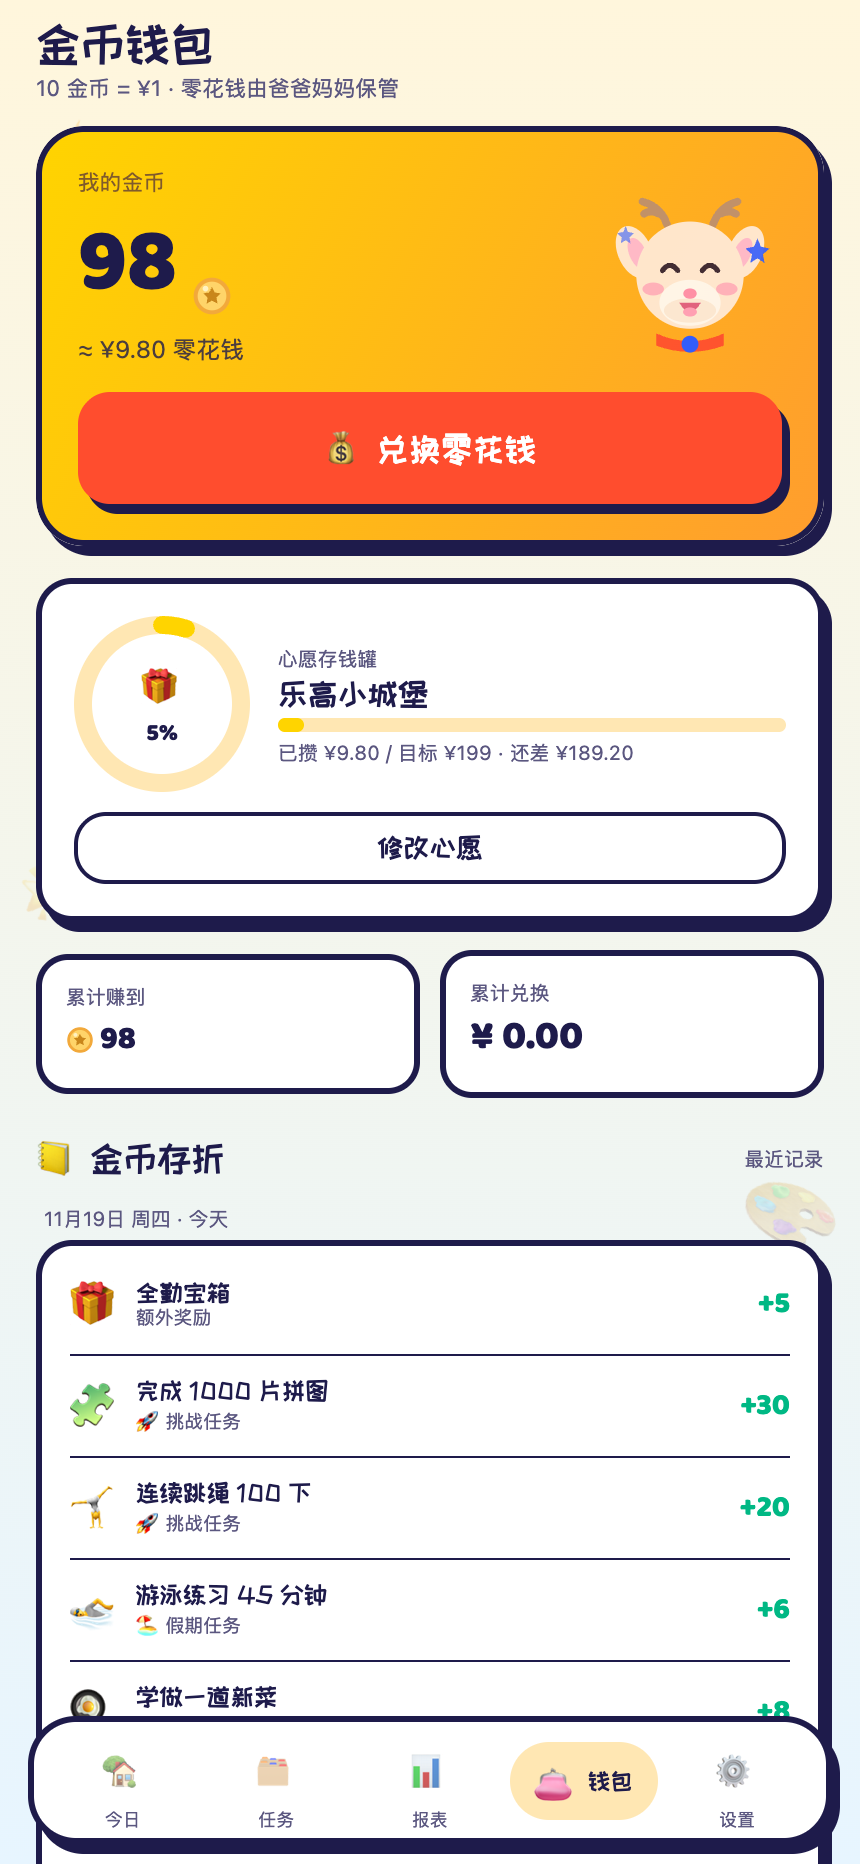 金币钱包
10 金币 = ¥1 · 零花钱由爸爸妈妈保管
我的金币
98
≈ ¥9.80 零花钱
兑换零花钱
5%
心愿存钱罐
乐高小城堡
已攒 ¥9.80 / 目标 ¥199 · 还差 ¥189.20
修改心愿
累计赚到
98
累计兑换
¥ 0.00
金币存折
最近记录
11月19日 周四 · 今天
全勤宝箱
额外奖励
+5
完成 1000 片拼图
挑战任务
+30
连续跳绳 100 下
挑战任务
+20
游泳练习 45 分钟
假期任务
+6
学做一道新菜
+8
今日
任务
报表
钱包
设置